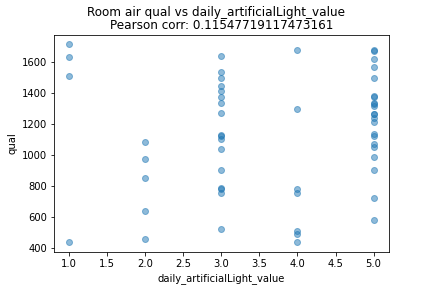 Room air qual vs daily_artificialLight_value
Pearson corr: 0.11547719117473161
qual
1600
1400
1200
1000
800
600
400
1.0 1.5 2.0 2.5 3.0 3.5 4.0 4.5 5.0
daily_artificialLight_value